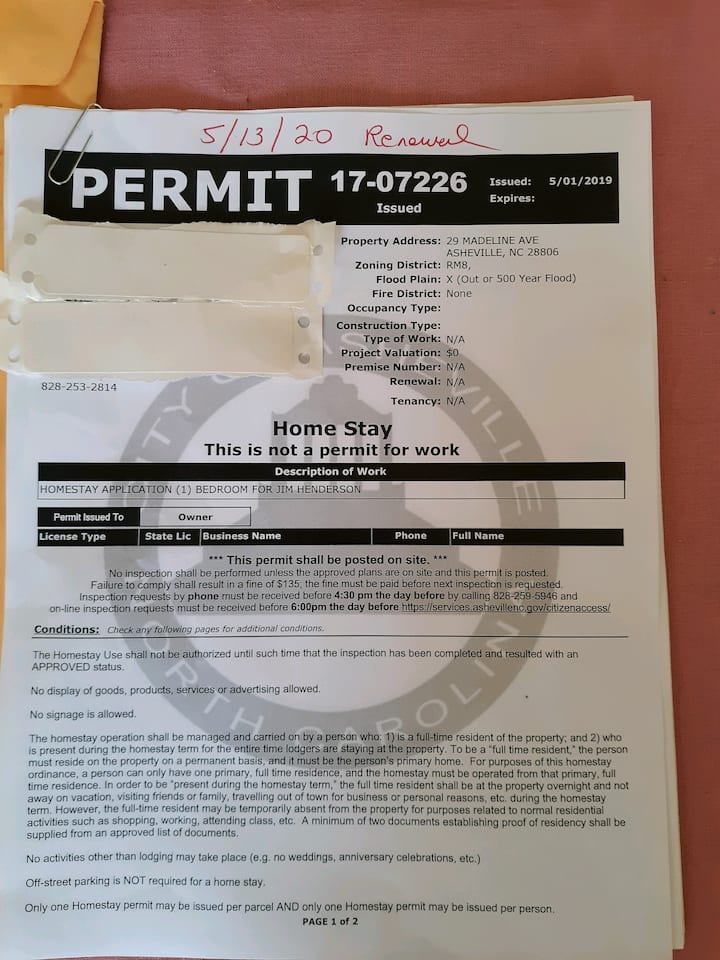 5/13/20 Renewal
PERMIT 17-07226 Issued: 5/01/2019
Issued Expires:
Property Address: 29 MADELINE AVE
ASHEVILLE, NC 28806
Zoning District: RM8,
Flood Plain: X (Out or 500 Year Flood)
Fire District: None
Occupancy Type:
Construction Type:
Type of Work: N/A
Project Valuation: $0
Premise Number: N/A
Renewal: N/A
828-253-2814
Tenancy: N/A
CITY OF ASHEVILLE
NORTH CAROLINA
Home Stay
This is not a permit for work
Description of Work
HOMESTAY APPLICATION (1) BEDROOM FOR JIM HENDERSON
Permit Issued To Owner
License Type State Lic Business Name Phone Full Name
*** This permit shall be posted on site. ***
No inspection shall be performed unless the approved plans are on site and this permit is posted.
Failure to comply shall result in a fine of $135; the fine must be paid before next inspection is requested.
Inspection requests by phone must be received before 4:30 pm the day before by calling 828-259-5946 and
on-line inspection requests must be received before 6:00pm the day before https://services.ashevillenc.gov/citizenaccess/
Conditions: Check any following pages for additional conditions.
The Homestay Use shall not be authorized until such time that the inspection has been completed and resulted with an
APPROVED status.
No display of goods, products, services or advertising allowed.
No signage is allowed.
The homestay operation shall be managed and carried on by a person who: 1) is a full-time resident of the property; and 2) who
is present during the homestay term for the entire time lodgers are staying at the property. To be a “full time resident,” the person
must reside on the property on a permanent basis, and it must be the person's primary home. For purposes of this homestay
ordinance, a person can only have one primary, full time residence, and the homestay must be operated from that primary, full
time residence. In order to be “present during the homestay term,” the full time resident shall be at the property overnight and not
away on vacation, visiting friends or family, travelling out of town for business or personal reasons, etc. during the homestay
term. However, the full-time resident may be temporarily absent from the property for purposes related to normal residential
activities such as shopping, working, attending class, etc. A minimum of two documents establishing proof of residency shall be
supplied from an approved list of documents.
No activities other than lodging may take place (e.g. no weddings, anniversary celebrations, etc.)
Off-street parking is NOT required for a home stay.
Only one Homestay permit may be issued per parcel AND only one Homestay permit may be issued per person.
PAGE 1 of 2